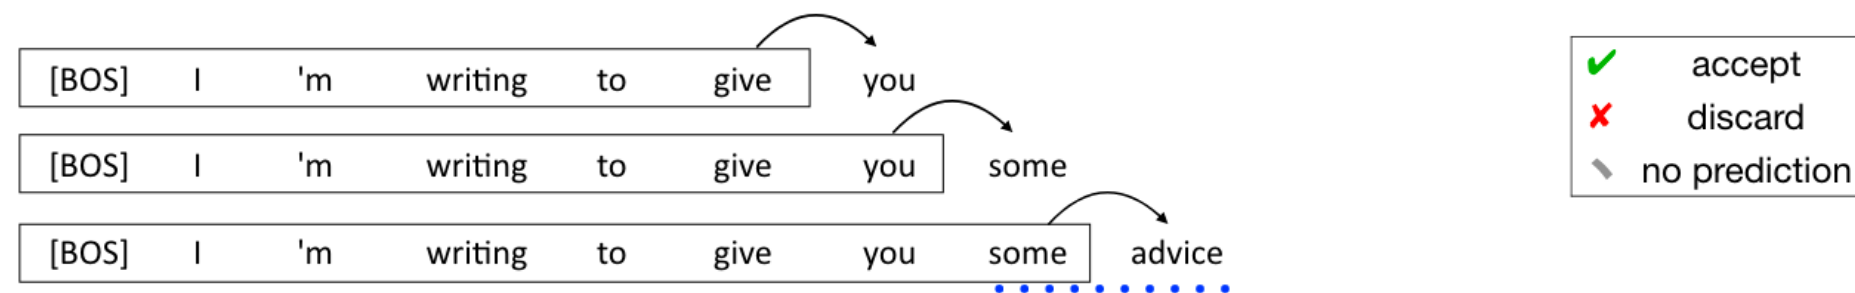 [BOS] I 'm writing to give you
[BOS] I 'm writing to give you some
[BOS] I 'm writing to give you some advice
accept
discard
no prediction